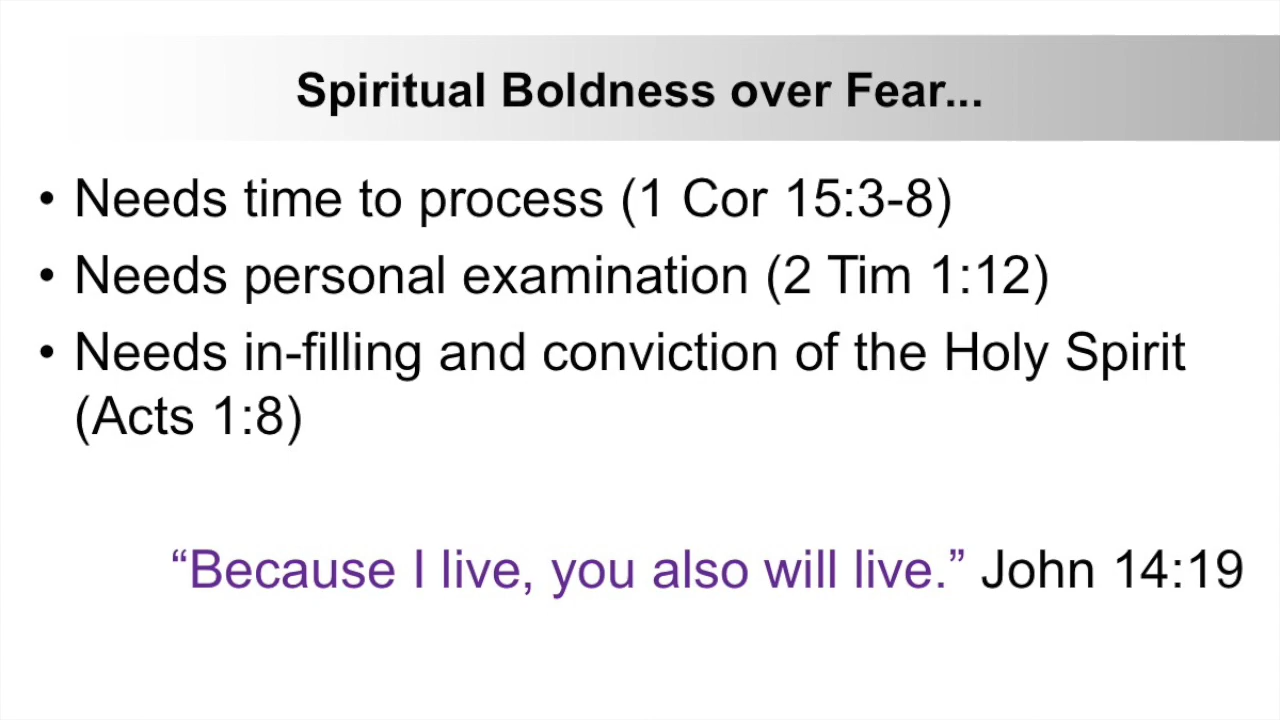 Spiritual Boldness over Fear...
• Needs time to process (1 Cor 15:3-8)
• Needs personal examination (2 Tim 1:12)
• Needs in-filling and conviction of the Holy Spirit
(Acts 1:8)
“Because I live, you also will live.” John 14:19